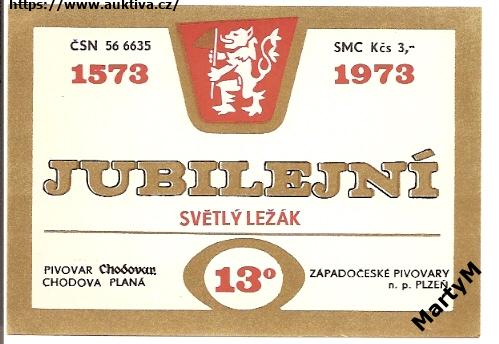 https://www.auktiva.cz/
ČSN 56 6635
SMC Kčs 3,-
1573
1973
JUBILEJNÍ
SVĚTLÝ LEŽÁK
PIVOVAR Chodovar
CHODOVA PLANÁ
13°
ZÁPADOČESKÉ PIVOVARY
n. p. PLZEŇ
MartyM